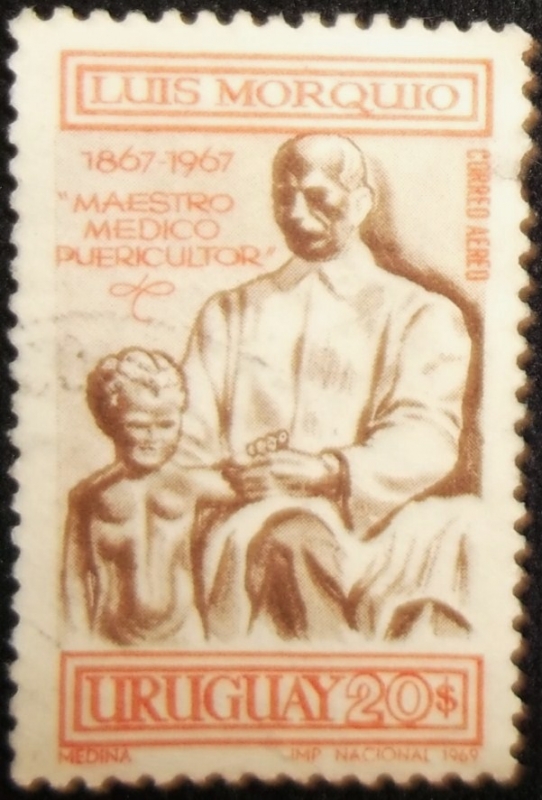 LUIS MORQUIO
1867-1967
"MAESTRO
MEDICO
PUERICULTOR"
CORREO AEREO
URUGUAY 20$
MEDINA
IMP NACIONAL 1969